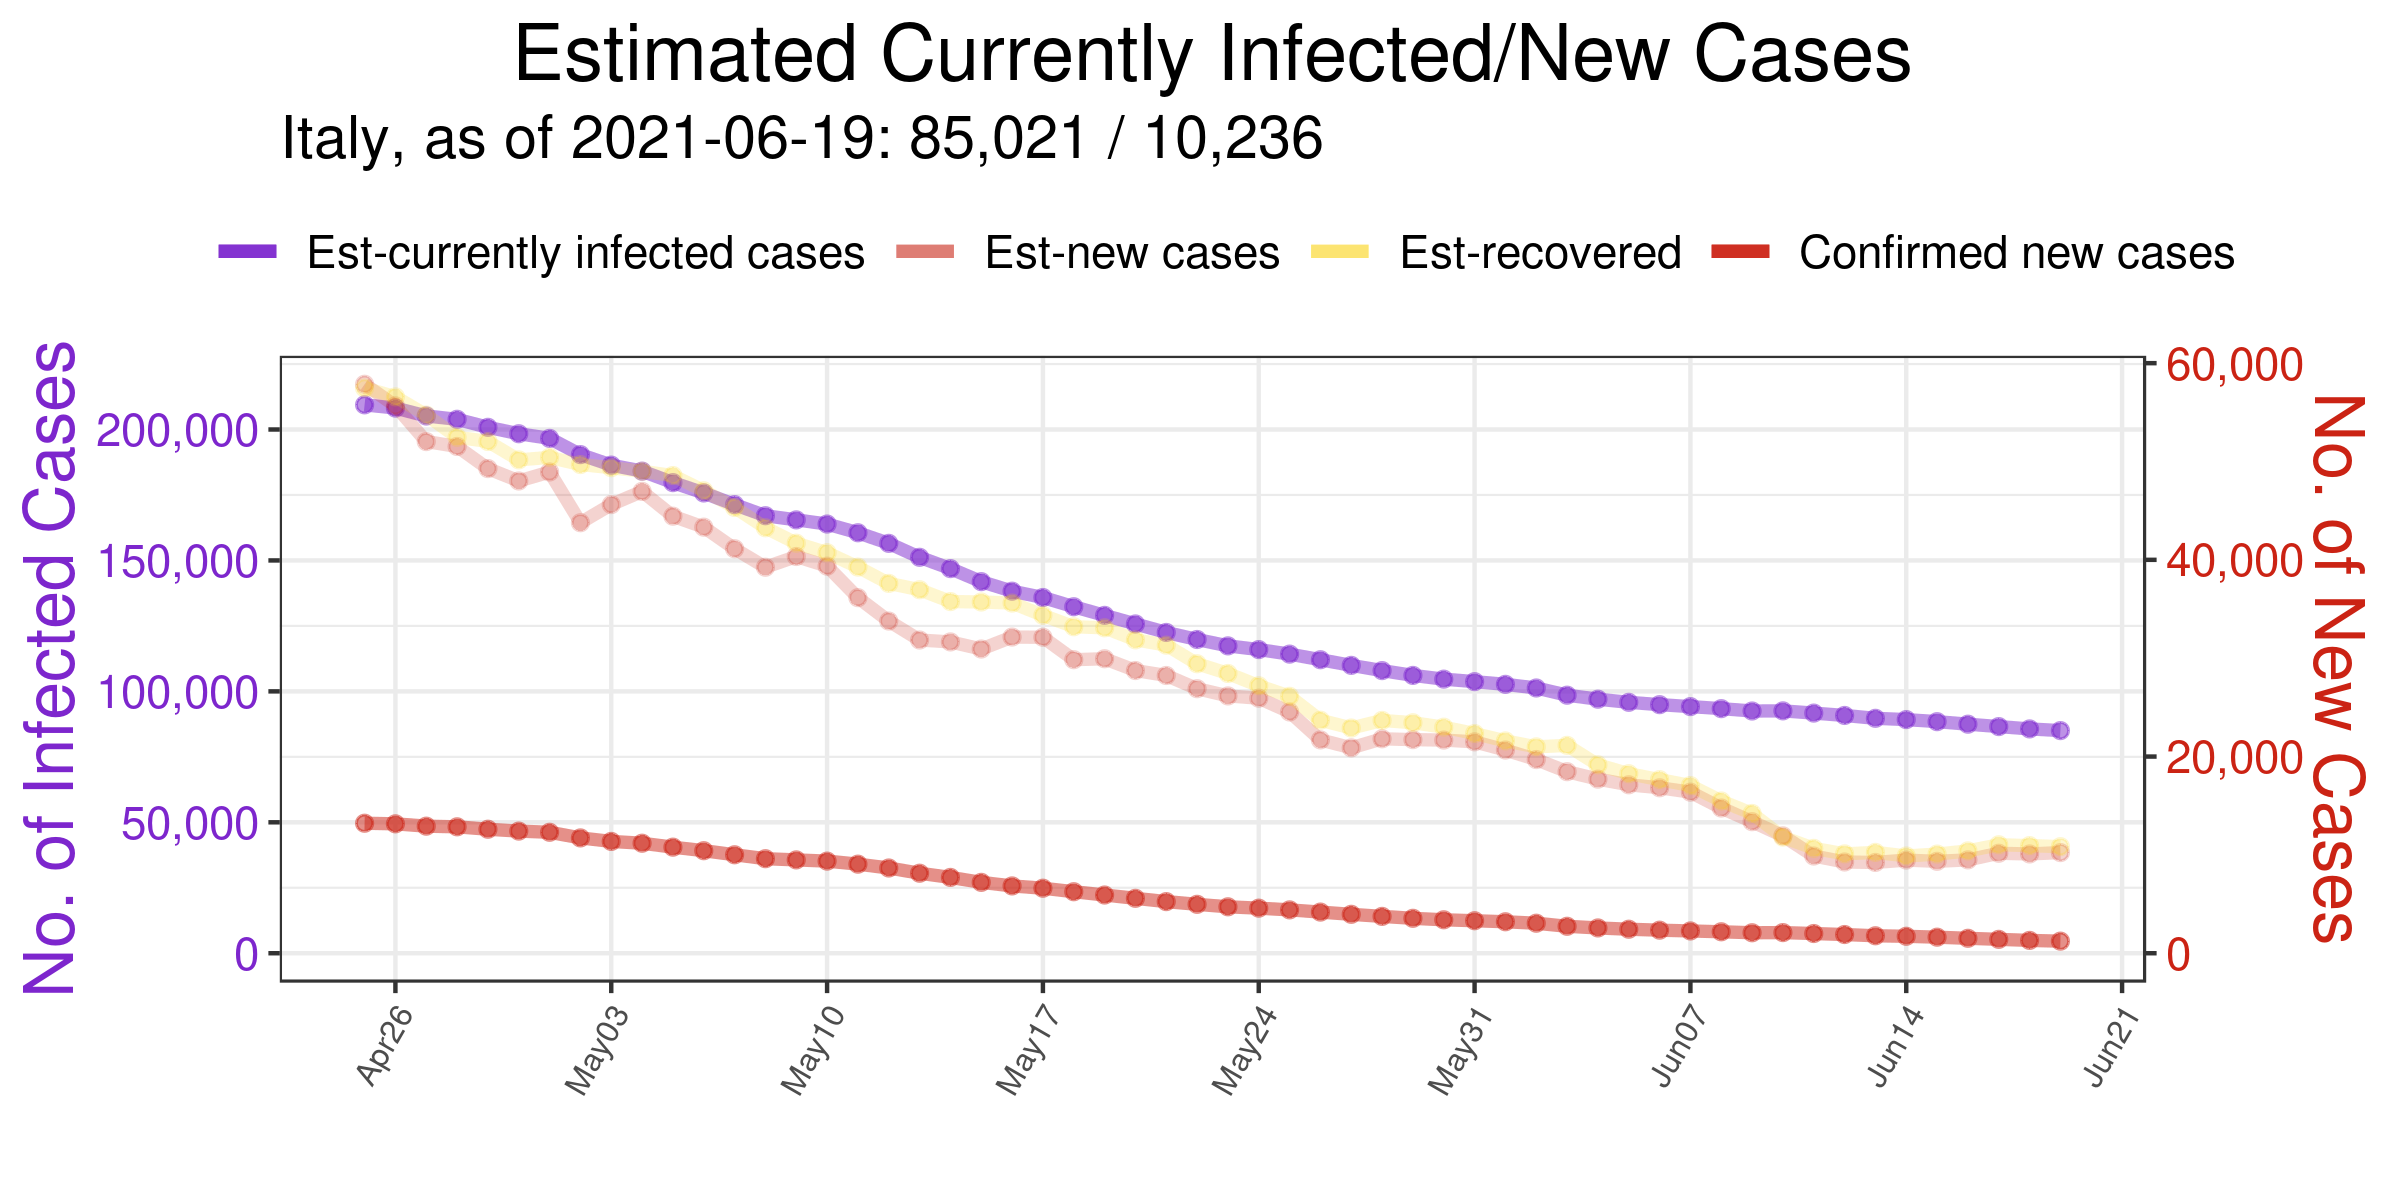 Estimated Currently Infected/New Cases
Italy, as of 2021-06-19: 85,021 / 10,236
Est-currently infected cases Est-new cases Est-recovered Confirmed new cases
No. of Infected Cases
200,000
150,000
100,000
50,000
0
60,000
40,000
20,000
0
No. of New Cases
Apr26 May03 May10 May17 May24 May31 Jun07 Jun14 Jun21